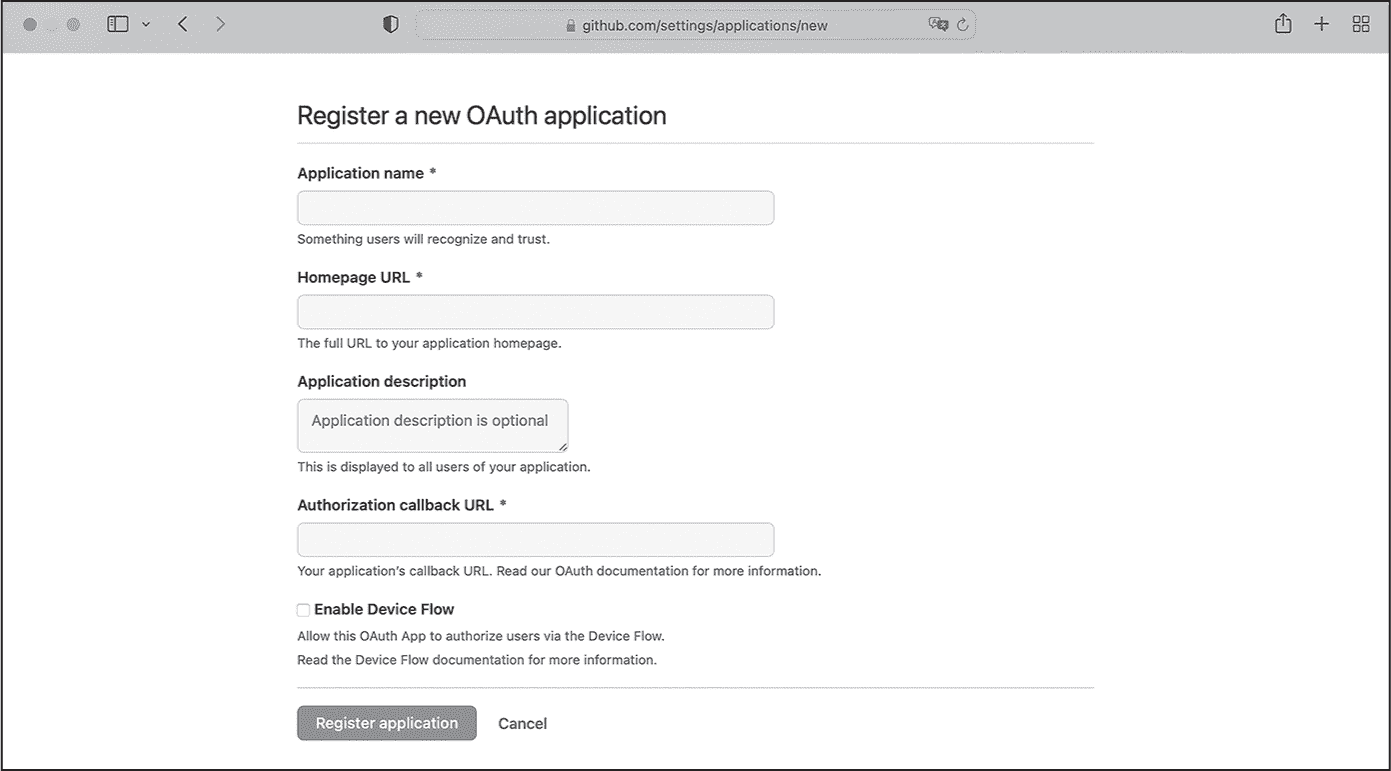 github.com/settings/applications/new
Register a new OAuth application
Application name *
Something users will recognize and trust.
Homepage URL *
The full URL to your application homepage.
Application description
Application description is optional
This is displayed to all users of your application.
Authorization callback URL *
Your application’s callback URL. Read our OAuth documentation for more information.
Enable Device Flow
Allow this OAuth App to authorize users via the Device Flow.
Read the Device Flow documentation for more information.
Register application Cancel